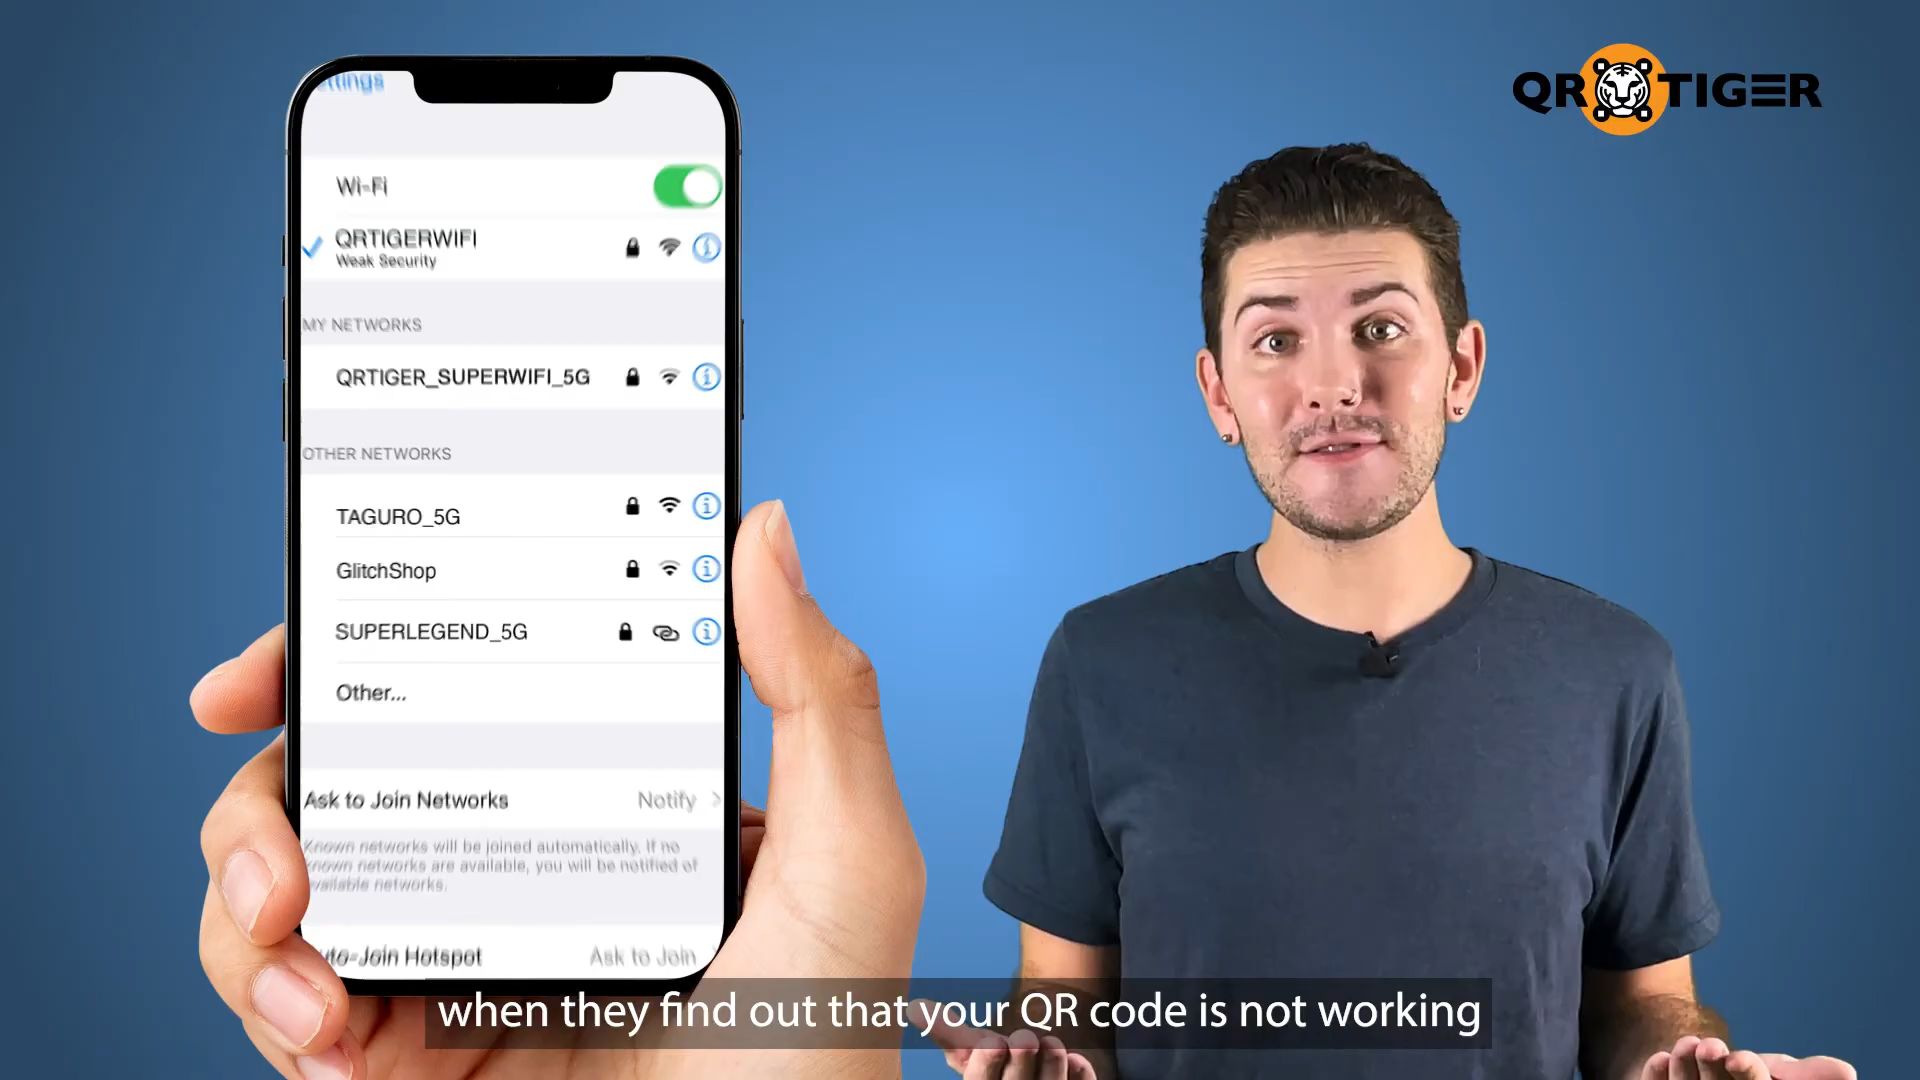 ettings
QR TIGER
Wi-Fi
QRTIGERWIFI
Weak Security
MY NETWORKS
QRTIGER_SUPERWIFI_5G
OTHER NETWORKS
TAGURO_5G
GlitchShop
SUPERLEGEND_5G
Other...
Ask to Join Networks Notify
Known networks will be joined automatically. If no
known networks are available, you will be notified of
available networks.
uto-Join Hotspot Ask to Join
when they find out that your QR code is not working